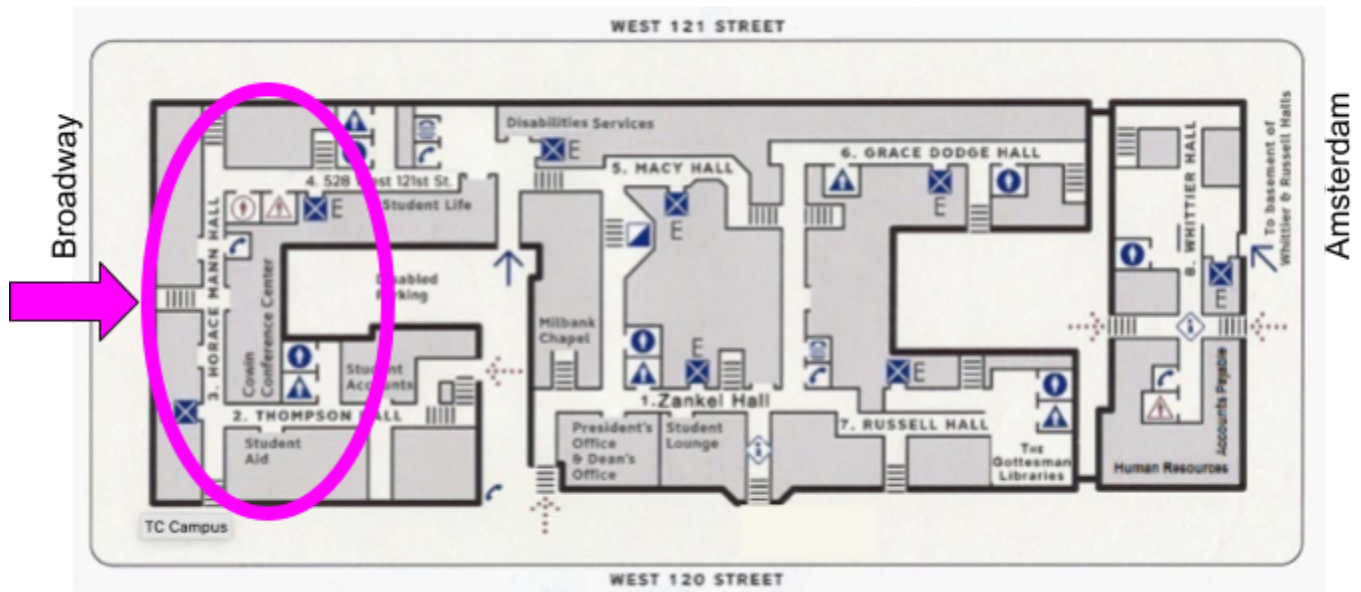 WEST 121 STREET
Broadway
Amsterdam
Disabilities Services
E
5. MACY HALL
6. GRACE DODGE HALL
8. WHITTIER HALL
To basement of
Whittier & Russell Halls
4. 528 West 121st St.
E
Student Life
E
E
3. HORACE MANN HALL
Cowin
Conference Center
Disabled
Parking
Milbank
Chapel
E
E
E
Student
Accounts
2. THOMPSON HALL
Student
Aid
1. Zankel Hall
President's
Office
& Dean's
Office
Student
Lounge
7. RUSSELL HALL
THE
Gottesman
Libraries
Accounts Payable
Human Resources
TC Campus
WEST 120 STREET